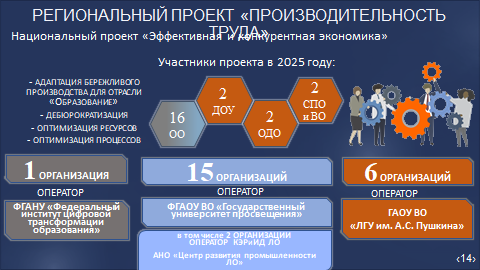 РЕГИОНАЛЬНЫЙ ПРОЕКТ «ПРОИЗВОДИТЕЛЬНОСТЬ
ТРУДА»
Национальный проект «Эффективная и конкурентная экономика»
Участники проекта в 2025 году:
- АДАПТАЦИЯ БЕРЕЖЛИВОГО
ПРОИЗВОДСТВА ДЛЯ ОТРАСЛИ
«ОБРАЗОВАНИЕ»
- ДЕБЮРОКРАТИЗАЦИЯ
- ОПТИМИЗАЦИЯ РЕСУРСОВ
- ОПТИМИЗАЦИЯ ПРОЦЕССОВ
16
ОО
2
ДОУ
2
ОДО
2
СПО
и ВО
1 ОРГАНИЗАЦИЯ
ОПЕРАТОР
ФГАНУ «Федеральный
институт цифровой
трансформации
образования»
15 ОРГАНИЗАЦИЙ
ОПЕРАТОР
ФГАОУ ВО «Государственный
университет просвещения»
в том числе 2 ОРГАНИЗАЦИИ
ОПЕРАТОР КЭРиИД ЛО
АНО «Центр развития промышленности
ЛО»
6 ОРГАНИЗАЦИЙ
ОПЕРАТОР
ГАОУ ВО
«ЛГУ им. А.С. Пушкина»
‹14›